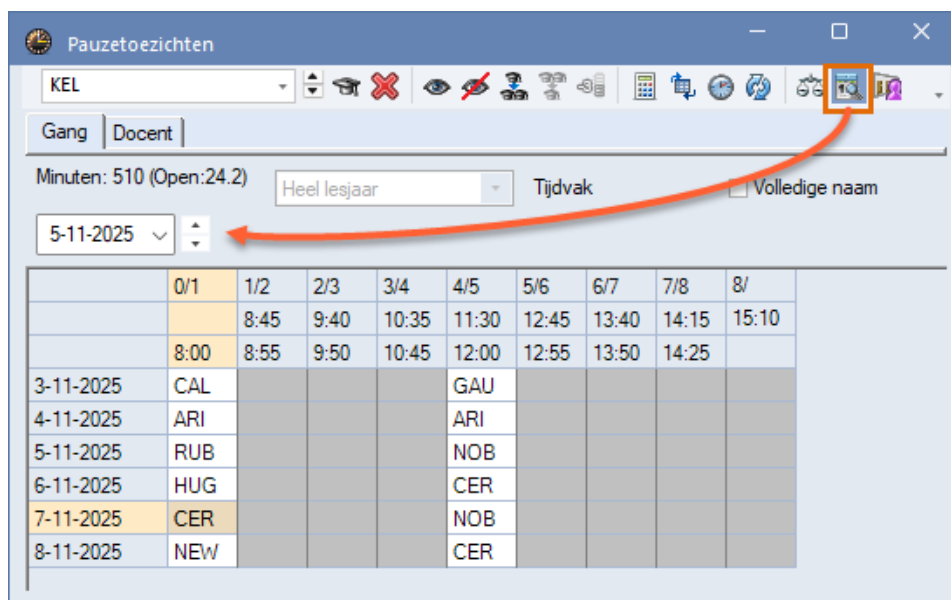 Pauzetoezichten
KEL
Gang Docent
Minuten: 510 (Open:24.2) Heel lesjaar Tijdvak Volledige naam
5-11-2025
0/1 1/2 2/3 3/4 4/5 5/6 6/7 7/8 8/
8:45 9:40 10:35 11:30 12:45 13:40 14:15 15:10
8:00 8:55 9:50 10:45 12:00 12:55 13:50 14:25
3-11-2025 CAL GAU
4-11-2025 ARI ARI
5-11-2025 RUB NOB
6-11-2025 HUG CER
7-11-2025 CER NOB
8-11-2025 NEW CER